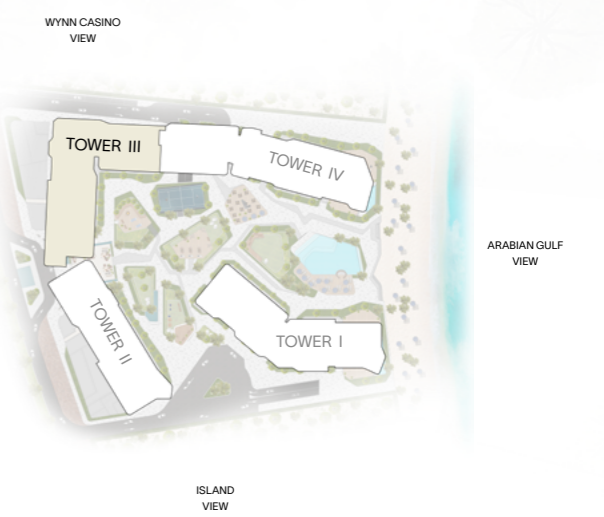 WYNN CASINO
VIEW
TOWER III
TOWER IV
ARABIAN GULF
VIEW
TOWER II
TOWER I
ISLAND
VIEW